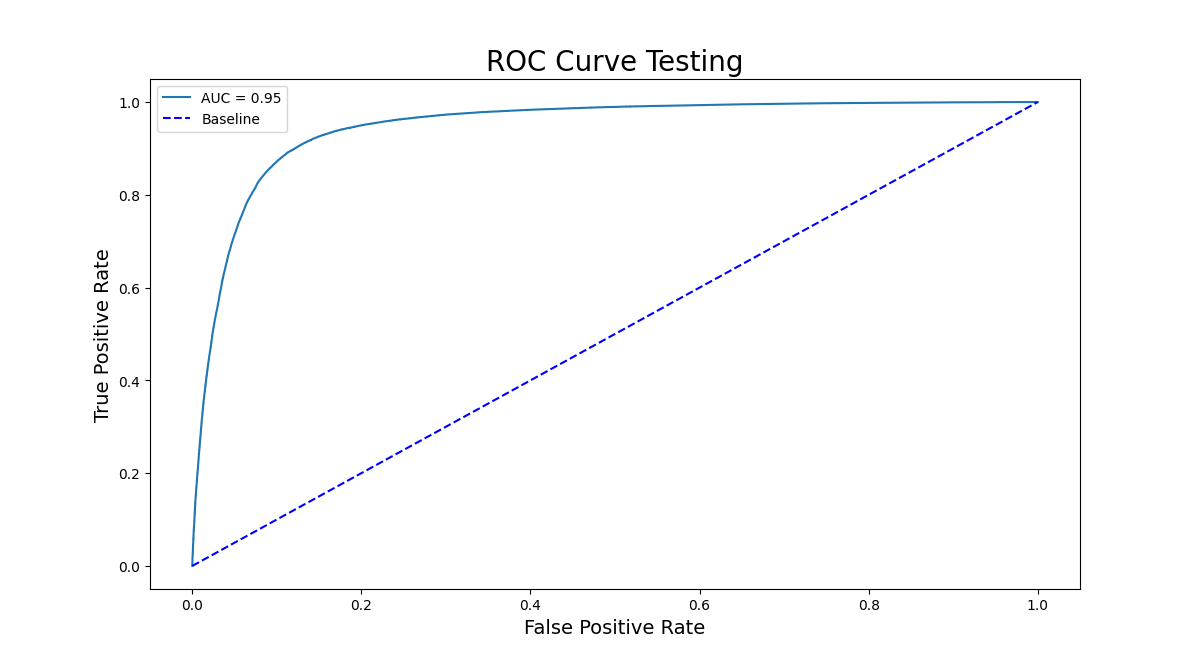 ROC Curve Testing
AUC = 0.95
Baseline
True Positive Rate
1.0
0.8
0.6
0.4
0.2
0.0
0.0 0.2 0.4 0.6 0.8 1.0
False Positive Rate